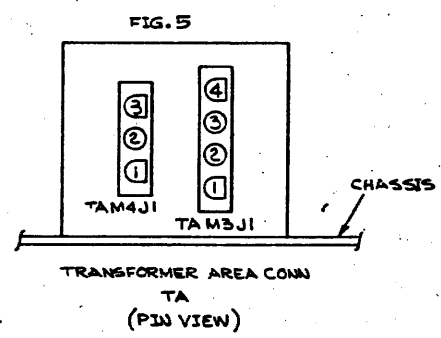 FIG. 5
4
3
3
2
2
1
1
TAM4J1
TAM3J1
CHASSIS
TRANSFORMER AREA CONN
TA
(PIN VIEW)